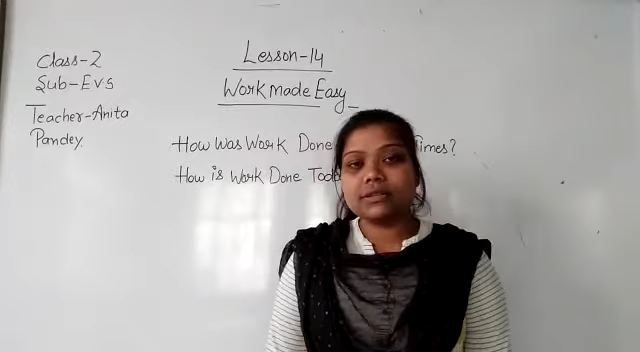 Class-2
Sub-EVS
Teacher-Anita
Pandey
Lesson-14
Work made Easy
How was Work Done Times?
How is Work Done